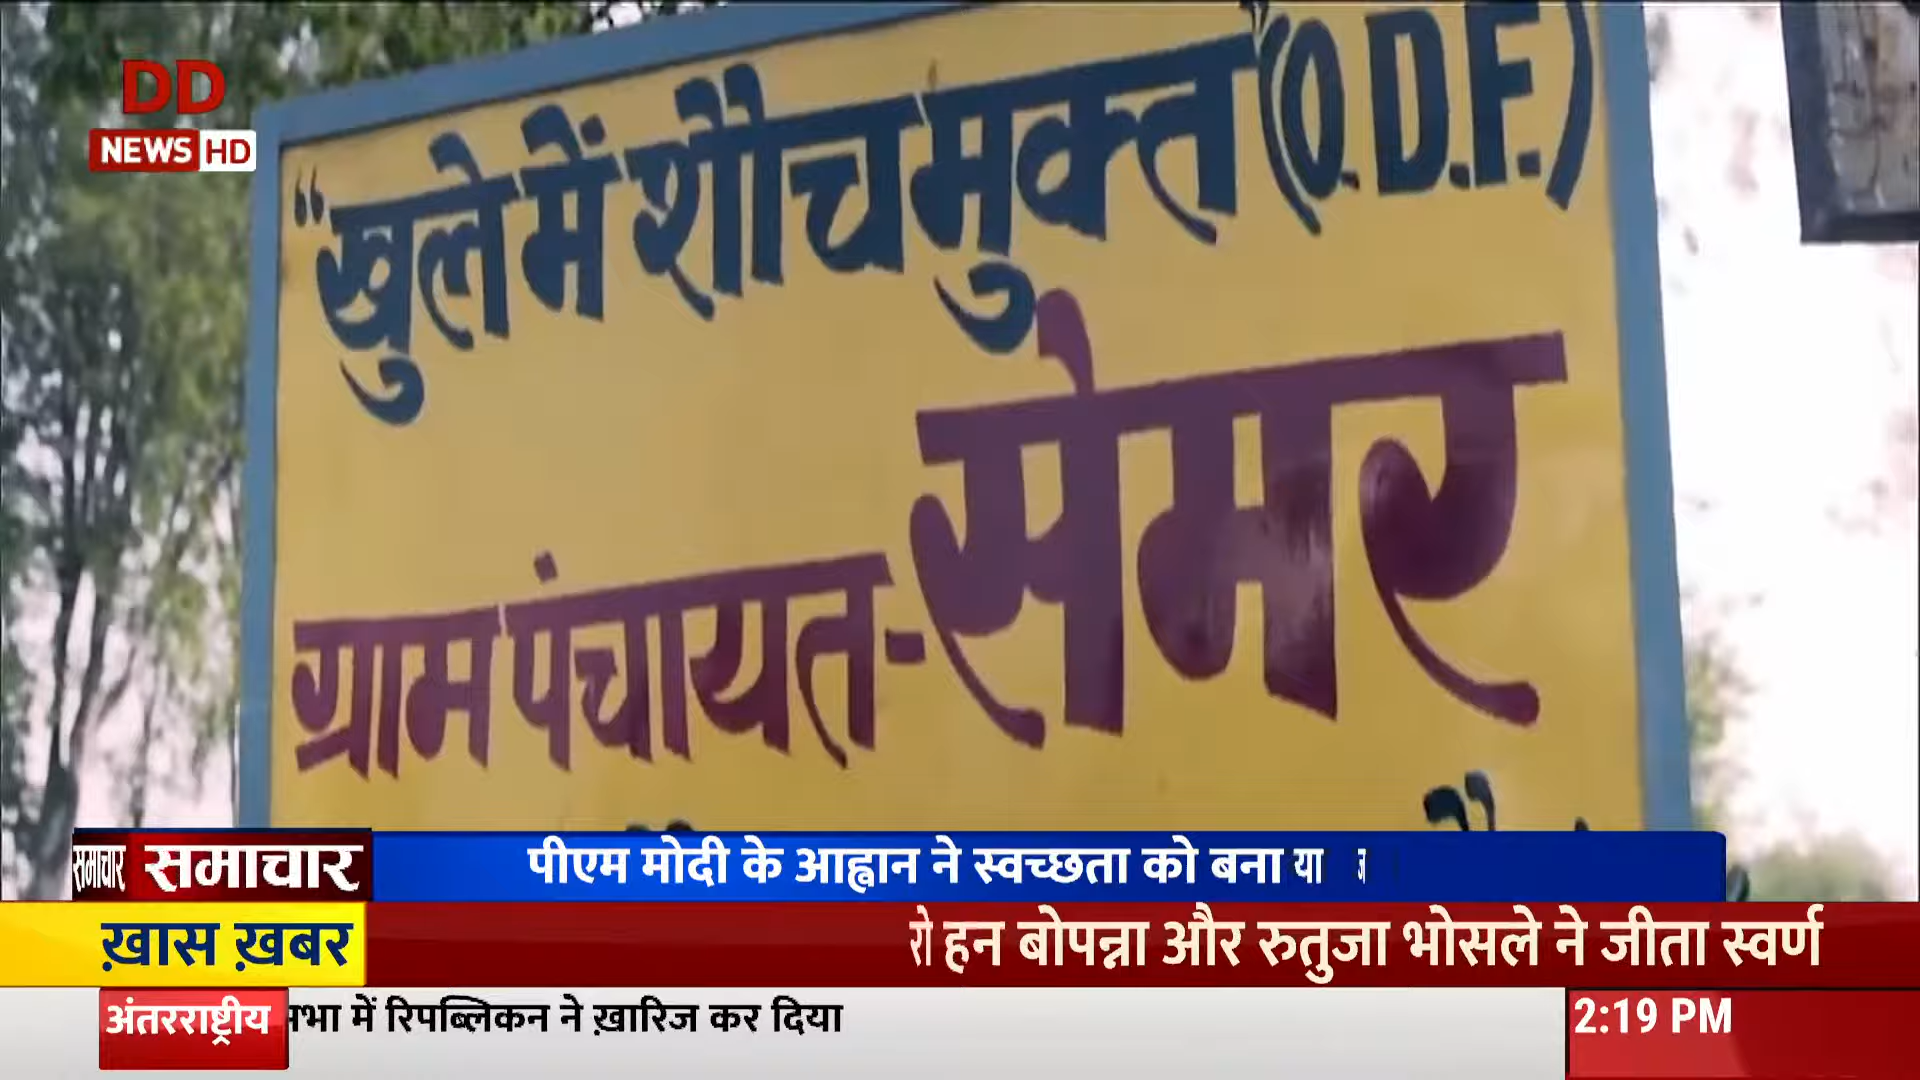 DD
NEWS HD
"खुले में शौच मुक्त" (O.D.F.)
ग्राम पंचायत - सेमर
समाचार समाचार
पीएम मोदी के आह्वान ने स्वच्छता को बनाया
ख़ास ख़बर
रोहन बोपन्ना और रुतुजा भोसले ने जीता स्वर्ण
अंतरराष्ट्रीय
में रिपब्लिकन ने ख़ारिज कर दिया
2:19 PM